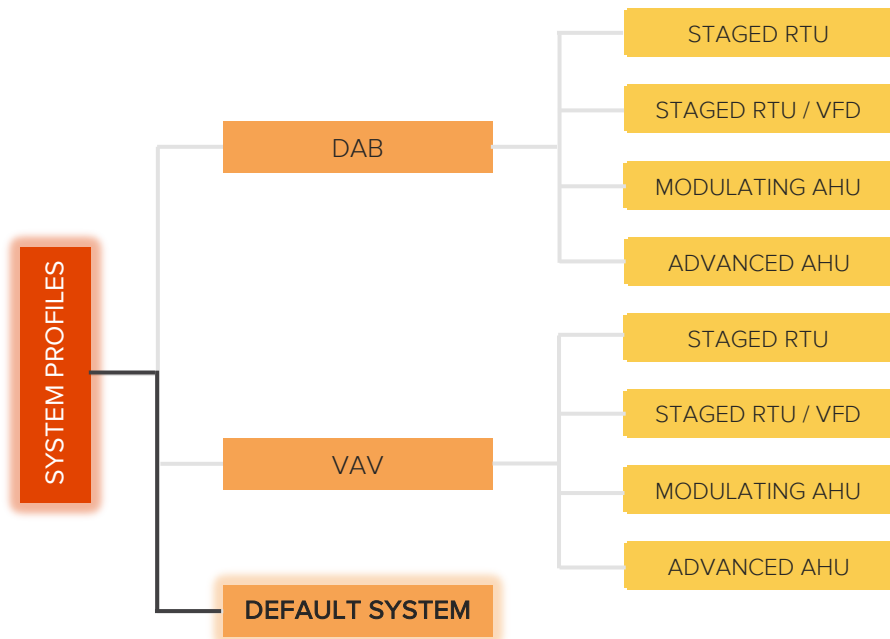 SYSTEM PROFILES
DAB
STAGED RTU
STAGED RTU / VFD
MODULATING AHU
ADVANCED AHU
VAV
STAGED RTU
STAGED RTU / VFD
MODULATING AHU
ADVANCED AHU
DEFAULT SYSTEM